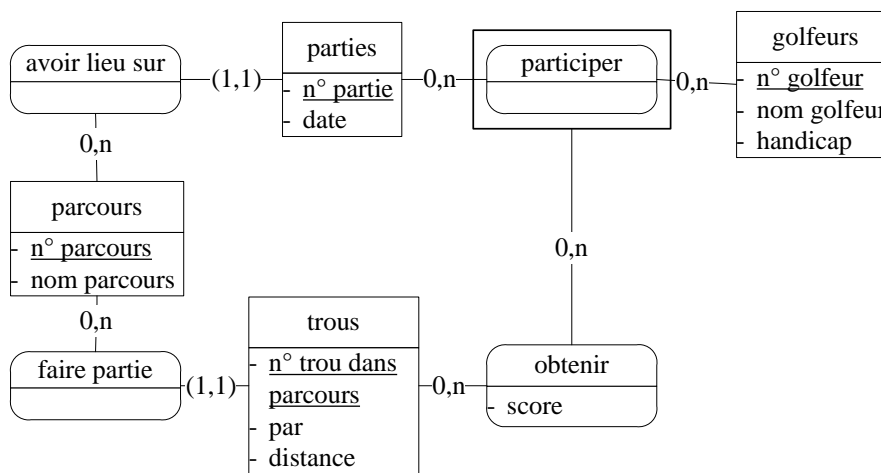 avoir lieu sur
(1,1)
parties
- n° partie
- date
0,n
participer
0,n
golfeurs
- n° golfeur
- nom golfeur
- handicap
0,n
parcours
- n° parcours
- nom parcours
0,n
0,n
faire partie
(1,1)
trous
- n° trou dans
parcours
- par
- distance
0,n
obtenir
- score